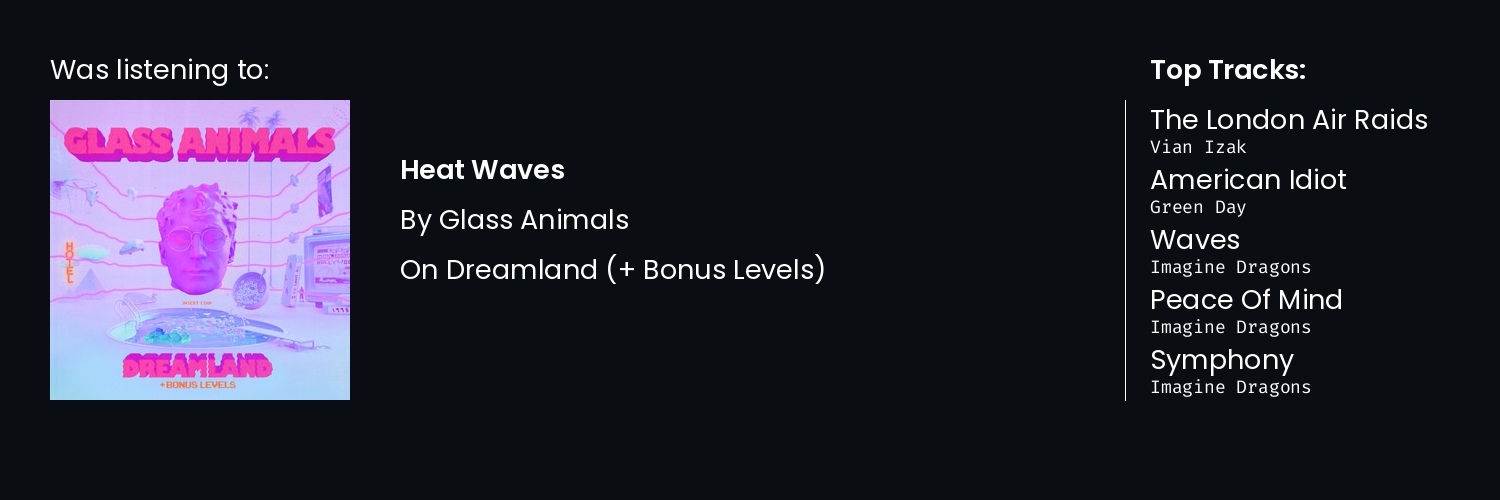 Was listening to:
GLASS ANIMALS
HOTEL
1998
DREAMLAND
+ BONUS LEVELS
Heat Waves
By Glass Animals
On Dreamland (+ Bonus Levels)
Top Tracks:
The London Air Raids
Vian Izak
American Idiot
Green Day
Waves
Imagine Dragons
Peace Of Mind
Imagine Dragons
Symphony
Imagine Dragons